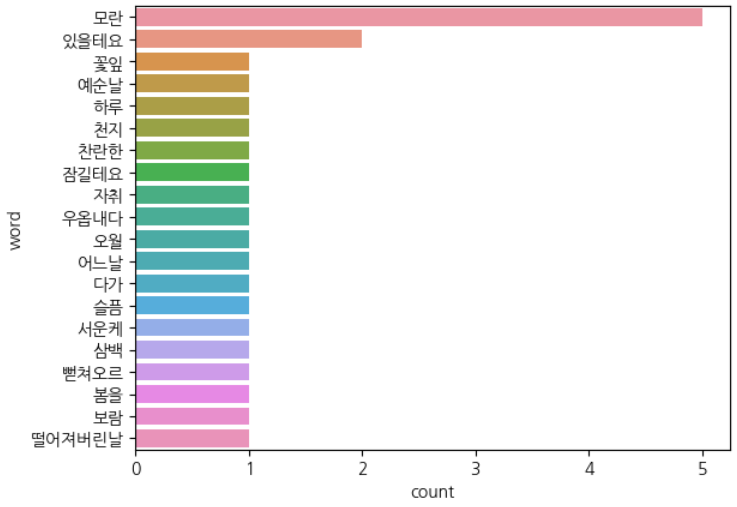 모란
있을테요
꽃잎
예순날
하루
천지
찬란한
잠길테요
자취
우옵내다
오월
어느날
다가
슬픔
서운케
삼백
뻗쳐오르
봄을
보람
떨어져버린날
word
0 1 2 3 4 5
count